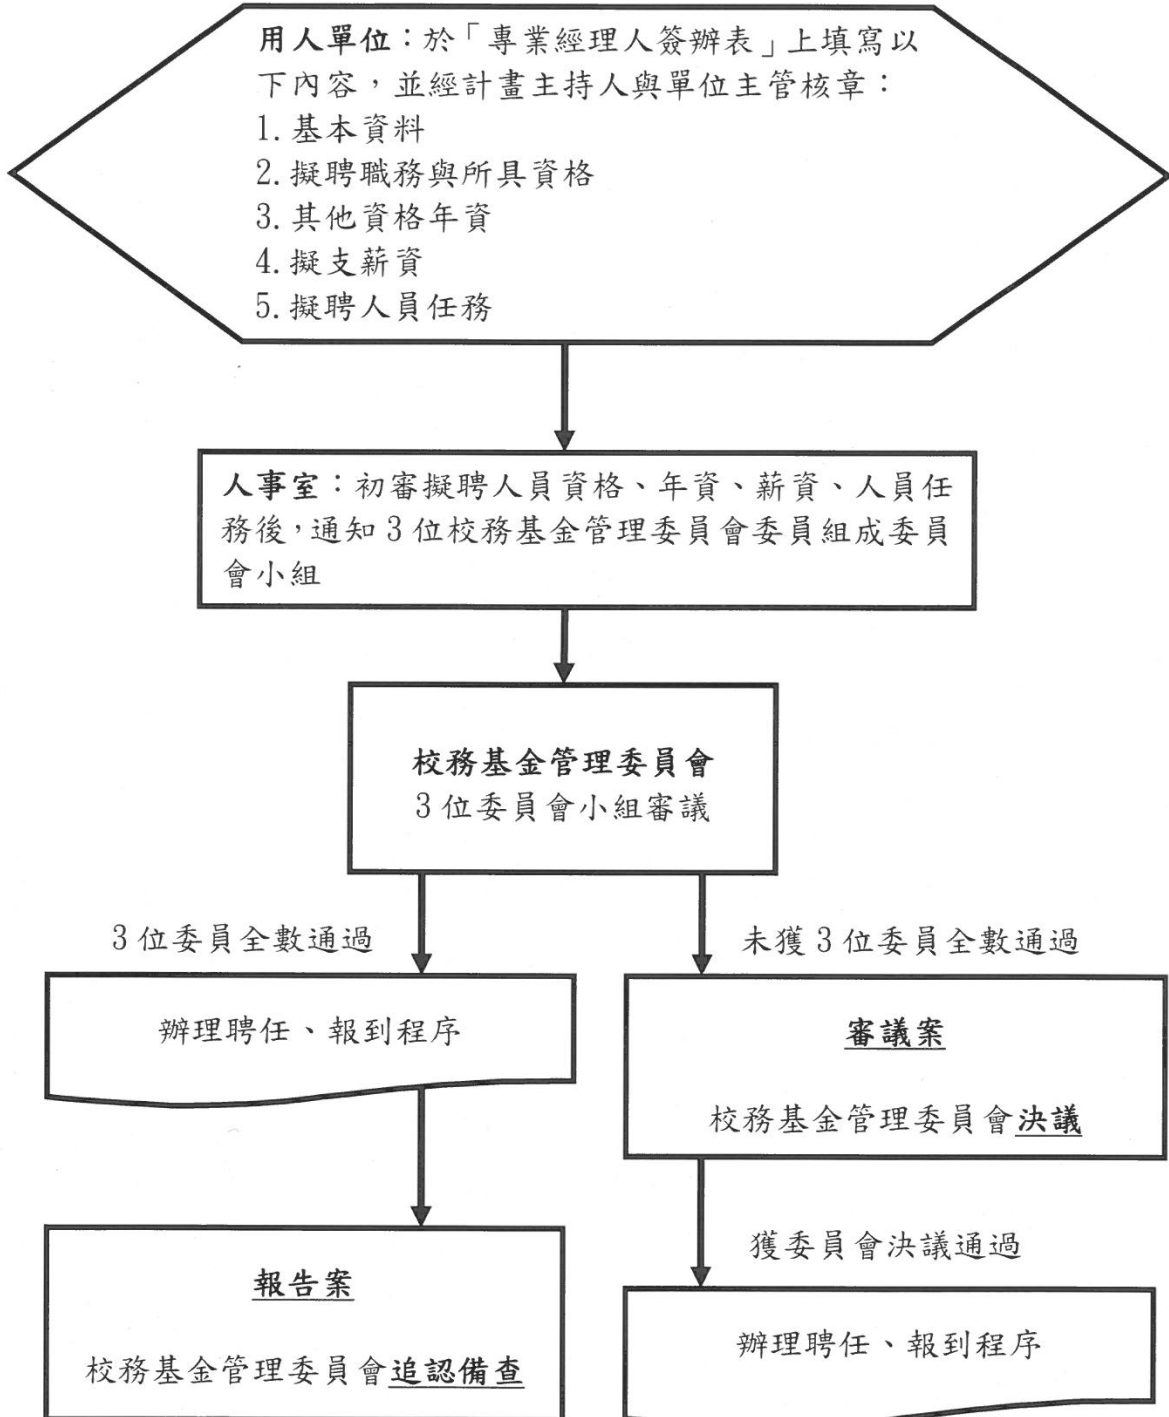 用人單位：於「專業經理人簽辦表」上填寫以
下內容，並經計畫主持人與單位主管核章：
1.基本資料
2.擬聘職務與所具資格
3.其他資格年資
4.擬支薪資
5.擬聘人員任務
人事室：初審擬聘人員資格、年資、薪資、人員任
務後，通知3位校務基金管理委員會委員組成委員
會小組
校務基金管理委員會
3位委員會小組審議
3位委員全數通過
未獲3位委員全數通過
辦理聘任、報到程序
審議案
校務基金管理委員會決議
獲委員會決議通過
報告案
校務基金管理委員會追認備查
辦理聘任、報到程序